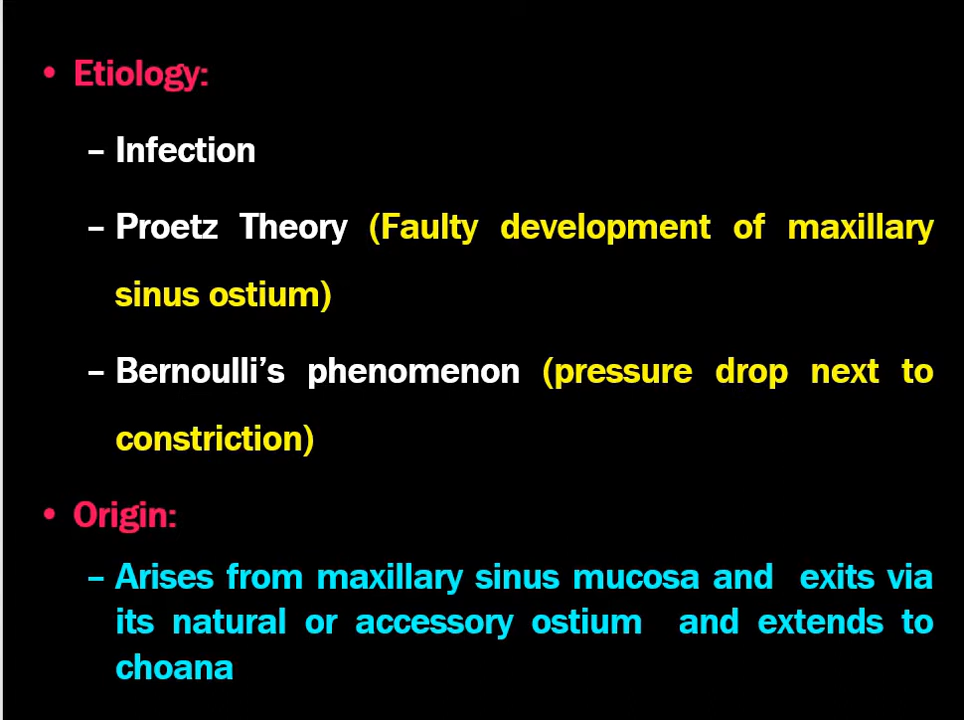 • Etiology:
– Infection
– Proetz Theory (Faulty development of maxillary
sinus ostium)
– Bernoulli’s phenomenon (pressure drop next to
constriction)
• Origin:
– Arises from maxillary sinus mucosa and exits via
its natural or accessory ostium and extends to
choana